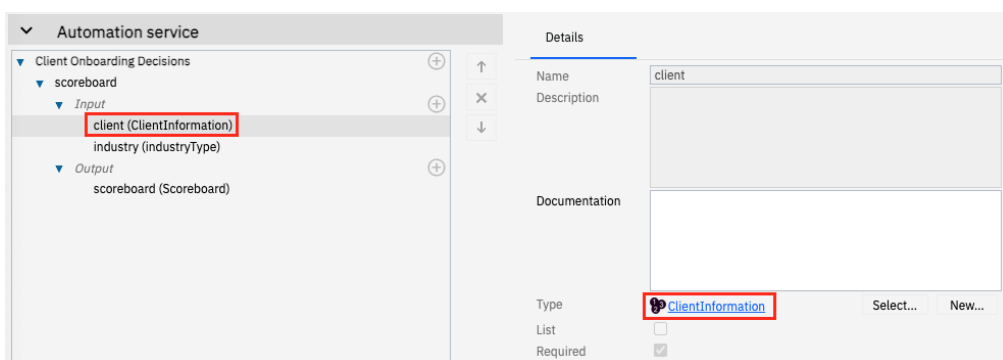 Automation service
Client Onboarding Decisions
scoreboard
Input
client (ClientInformation)
industry (industryType)
Output
scoreboard (Scoreboard)
Details
Name
client
Description
Documentation
Type
ClientInformation
Select...
New...
List
Required